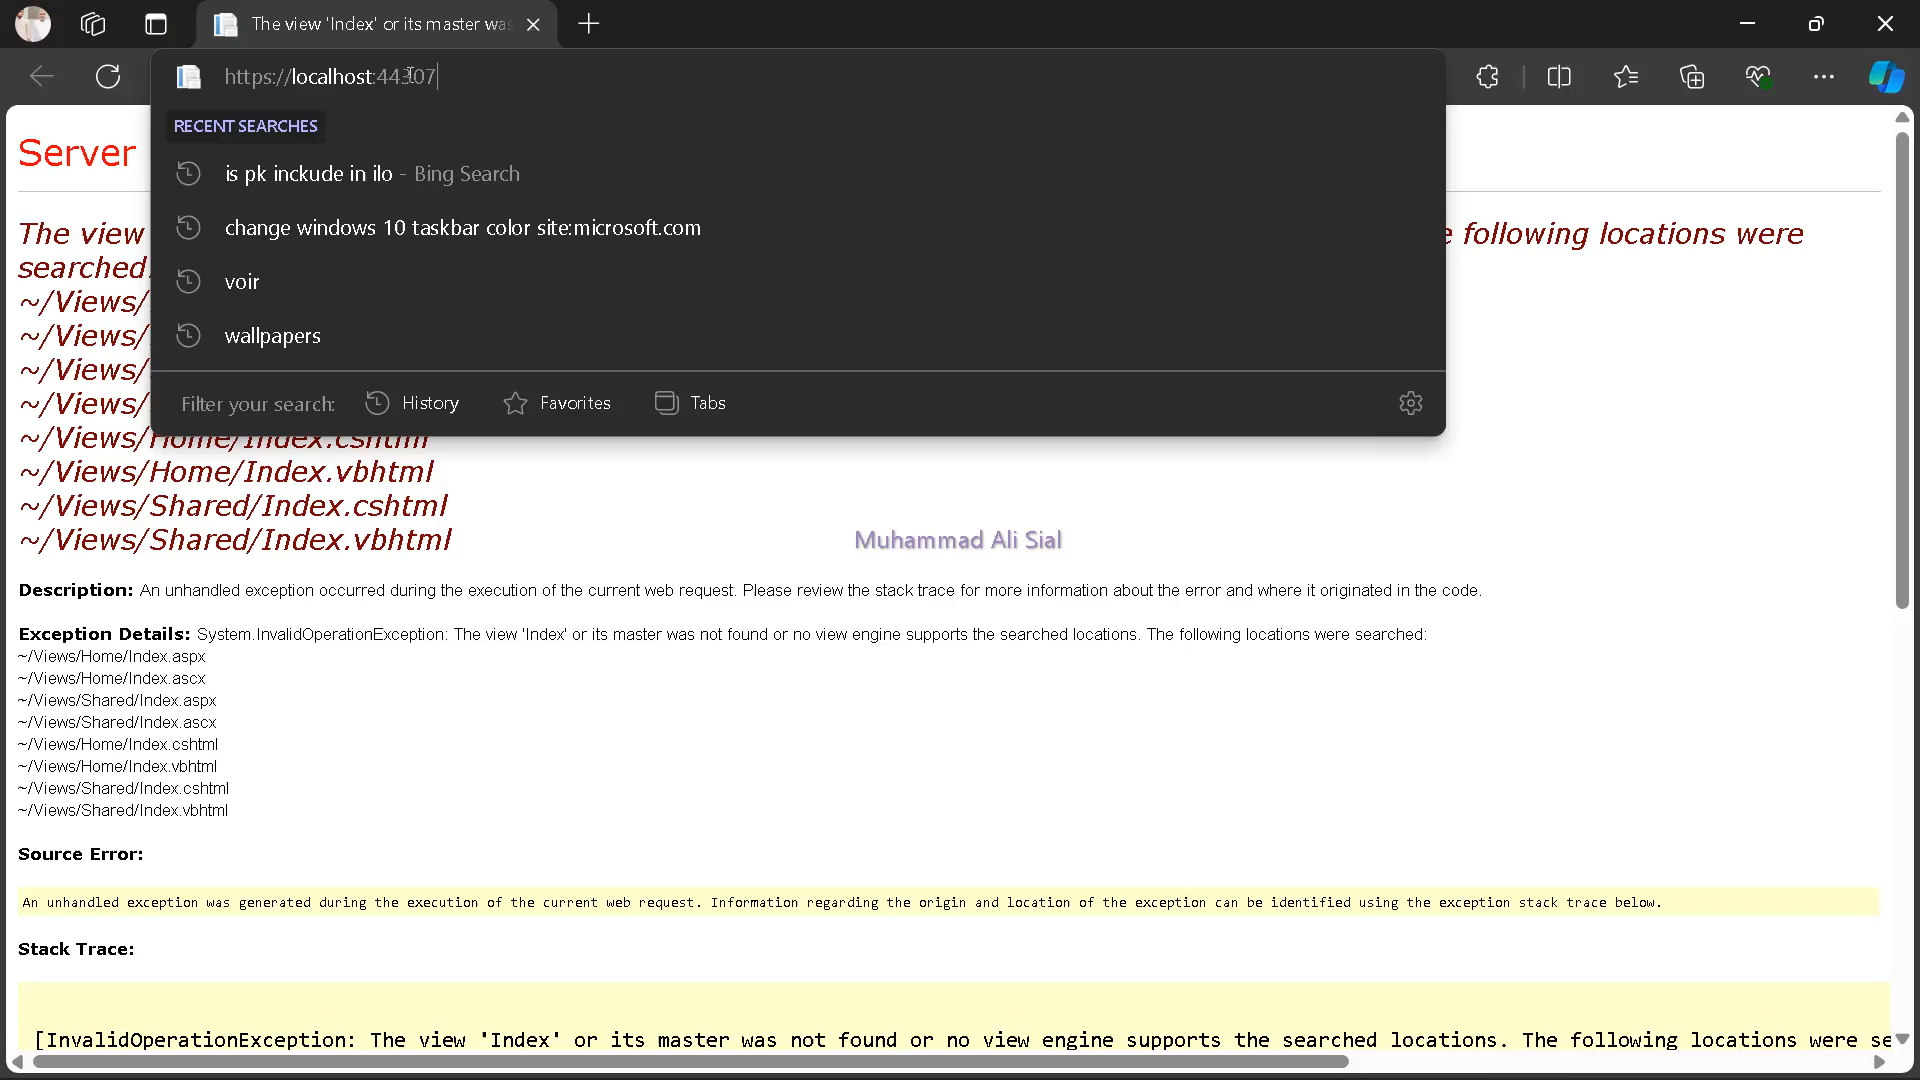 The view 'Index' or its master was
https://localhost:44307
RECENT SEARCHES
is pk inckude in ilo - Bing Search
change windows 10 taskbar color site:microsoft.com
voir
wallpapers
Filter your search: History Favorites Tabs
Server
The view following locations were
searched
~/Views/
~/Views/
~/Views/
~/Views/
~/Views/Home/Index.cshtml
~/Views/Home/Index.vbhtml
~/Views/Shared/Index.cshtml
~/Views/Shared/Index.vbhtml
Muhammad Ali Sial
Description: An unhandled exception occurred during the execution of the current web request. Please review the stack trace for more information about the error and where it originated in the code.
Exception Details: System.InvalidOperationException: The view 'Index' or its master was not found or no view engine supports the searched locations. The following locations were searched:
~/Views/Home/Index.aspx
~/Views/Home/Index.ascx
~/Views/Shared/Index.aspx
~/Views/Shared/Index.ascx
~/Views/Home/Index.cshtml
~/Views/Home/Index.vbhtml
~/Views/Shared/Index.cshtml
~/Views/Shared/Index.vbhtml
Source Error:
An unhandled exception was generated during the execution of the current web request. Information regarding the origin and location of the exception can be identified using the exception stack trace below.
Stack Trace:
[InvalidOperationException: The view 'Index' or its master was not found or no view engine supports the searched locations. The following locations were se